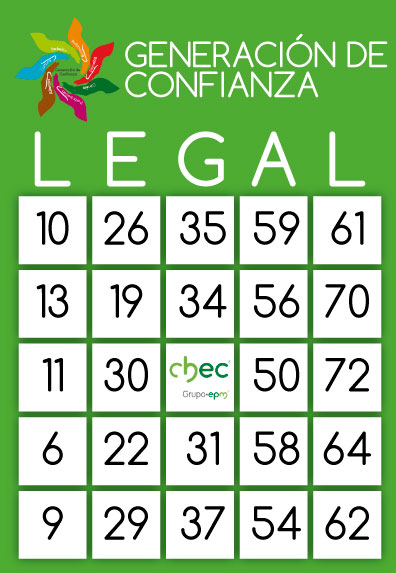 GENERACIÓN DE
CONFIANZA
L E G A L
10 26 35 59 61
13 19 34 56 70
11 30 chec 50 72
Grupo·epm
6 22 31 58 64
9 29 37 54 62